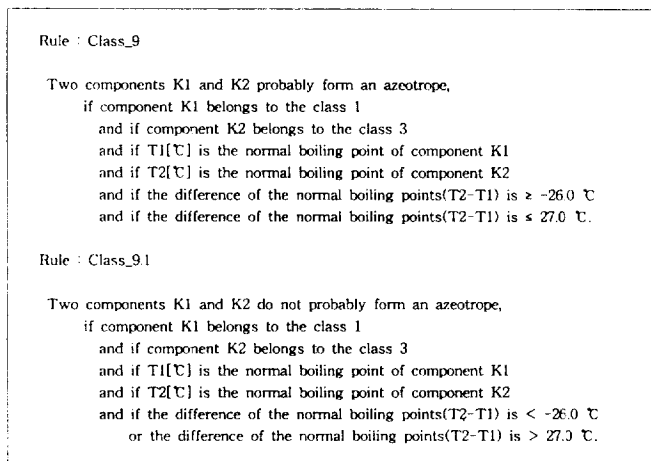 Rule : Class_9
Two components K1 and K2 probably form an azeotrope,
if component K1 belongs to the class 1
and if component K2 belongs to the class 3
and if T1[℃] is the normal boiling point of component K1
and if T2[℃] is the normal boiling point of component K2
and if the difference of the normal boiling points(T2-T1) is ≥ -26.0 ℃
and if the difference of the normal boiling points(T2-T1) is ≤ 27.0 ℃.
Rule : Class_9.1
Two components K1 and K2 do not probably form an azeotrope,
if component K1 belongs to the class 1
and if component K2 belongs to the class 3
and if T1[℃] is the normal boiling point of component K1
and if T2[℃] is the normal boiling point of component K2
and if the difference of the normal boiling points(T2-T1) is < -26.0 ℃
or the difference of the normal boiling points(T2-T1) is > 27.0 ℃.